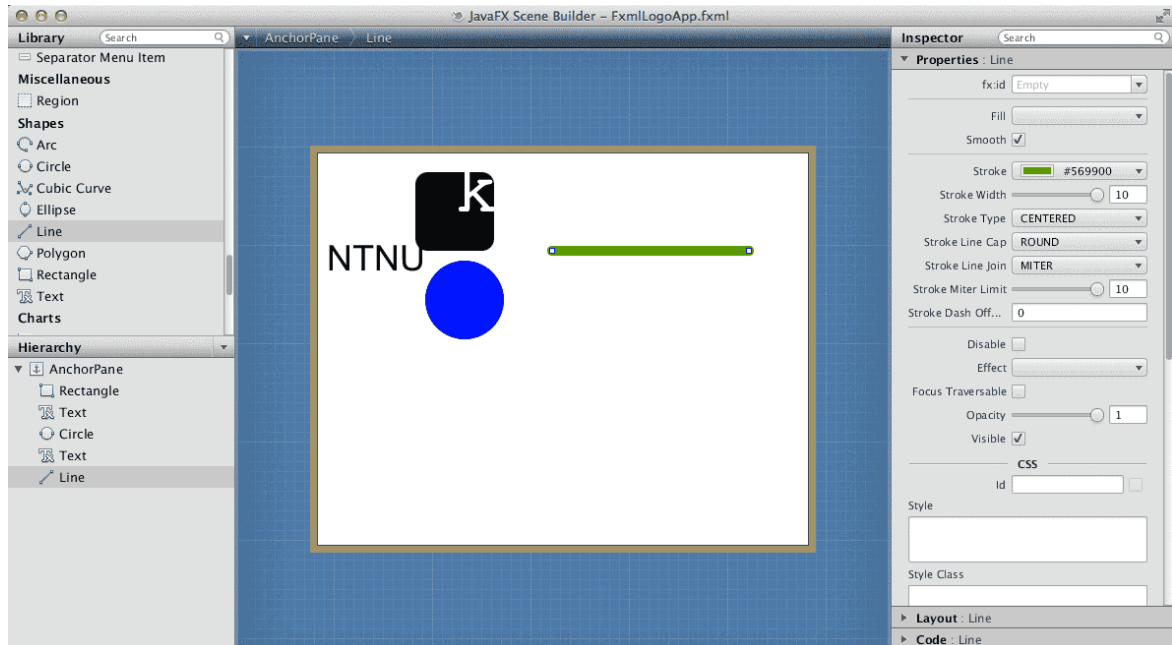 JavaFX Scene Builder – FxmlLogoApp.fxml
Library
Search
Separator Menu Item
Miscellaneous
Region
Shapes
Arc
Circle
Cubic Curve
Ellipse
Line
Polygon
Rectangle
Text
Charts
Hierarchy
AnchorPane
Rectangle
Text
Circle
Text
Line
AnchorPane
Line
k
NTNU
Inspector
Search
Properties : Line
fx:id Empty
Fill
Smooth
Stroke #569900
Stroke Width 10
Stroke Type CENTERED
Stroke Line Cap ROUND
Stroke Line Join MITER
Stroke Miter Limit 10
Stroke Dash Off... 0
Disable
Effect
Focus Traversable
Opacity 1
Visible
CSS
Id
Style
Style Class
Layout : Line
Code : Line